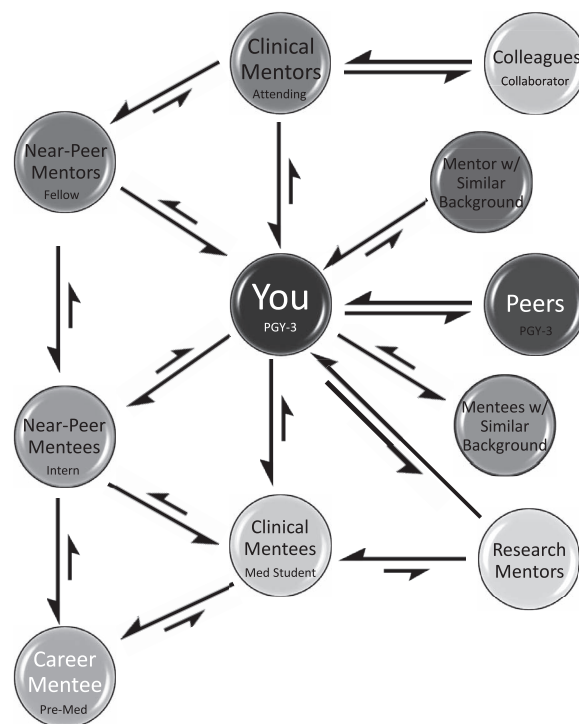 Clinical
Mentors
Attending
Colleagues
Collaborator
Near-Peer
Mentors
Fellow
Mentor w/
Similar
Background
You
PGY-3
Peers
PGY-3
Near-Peer
Mentees
Intern
Mentees w/
Similar
Background
Clinical
Mentees
Med Student
Research
Mentors
Career
Mentee
Pre-Med